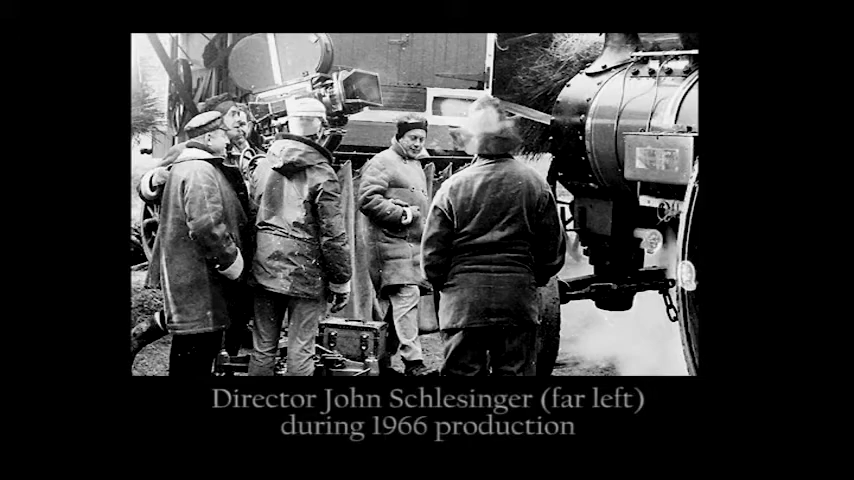 Director John Schlesinger (far left)
during 1966 production